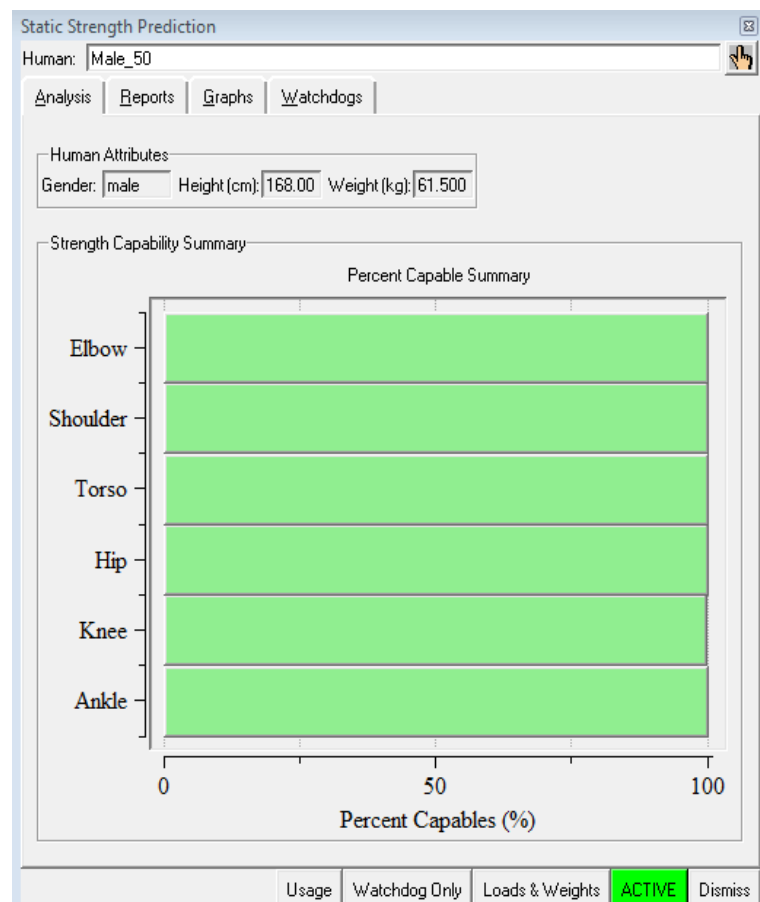 Static Strength Prediction
Human: Male_50
Analysis Reports Graphs Watchdogs
Human Attributes
Gender: male Height (cm): 168.00 Weight (kg): 61.500
Strength Capability Summary
Percent Capable Summary
Elbow
Shoulder
Torso
Hip
Knee
Ankle
0 50 100
Percent Capables (%)
Usage Watchdog Only Loads & Weights ACTIVE Dismiss